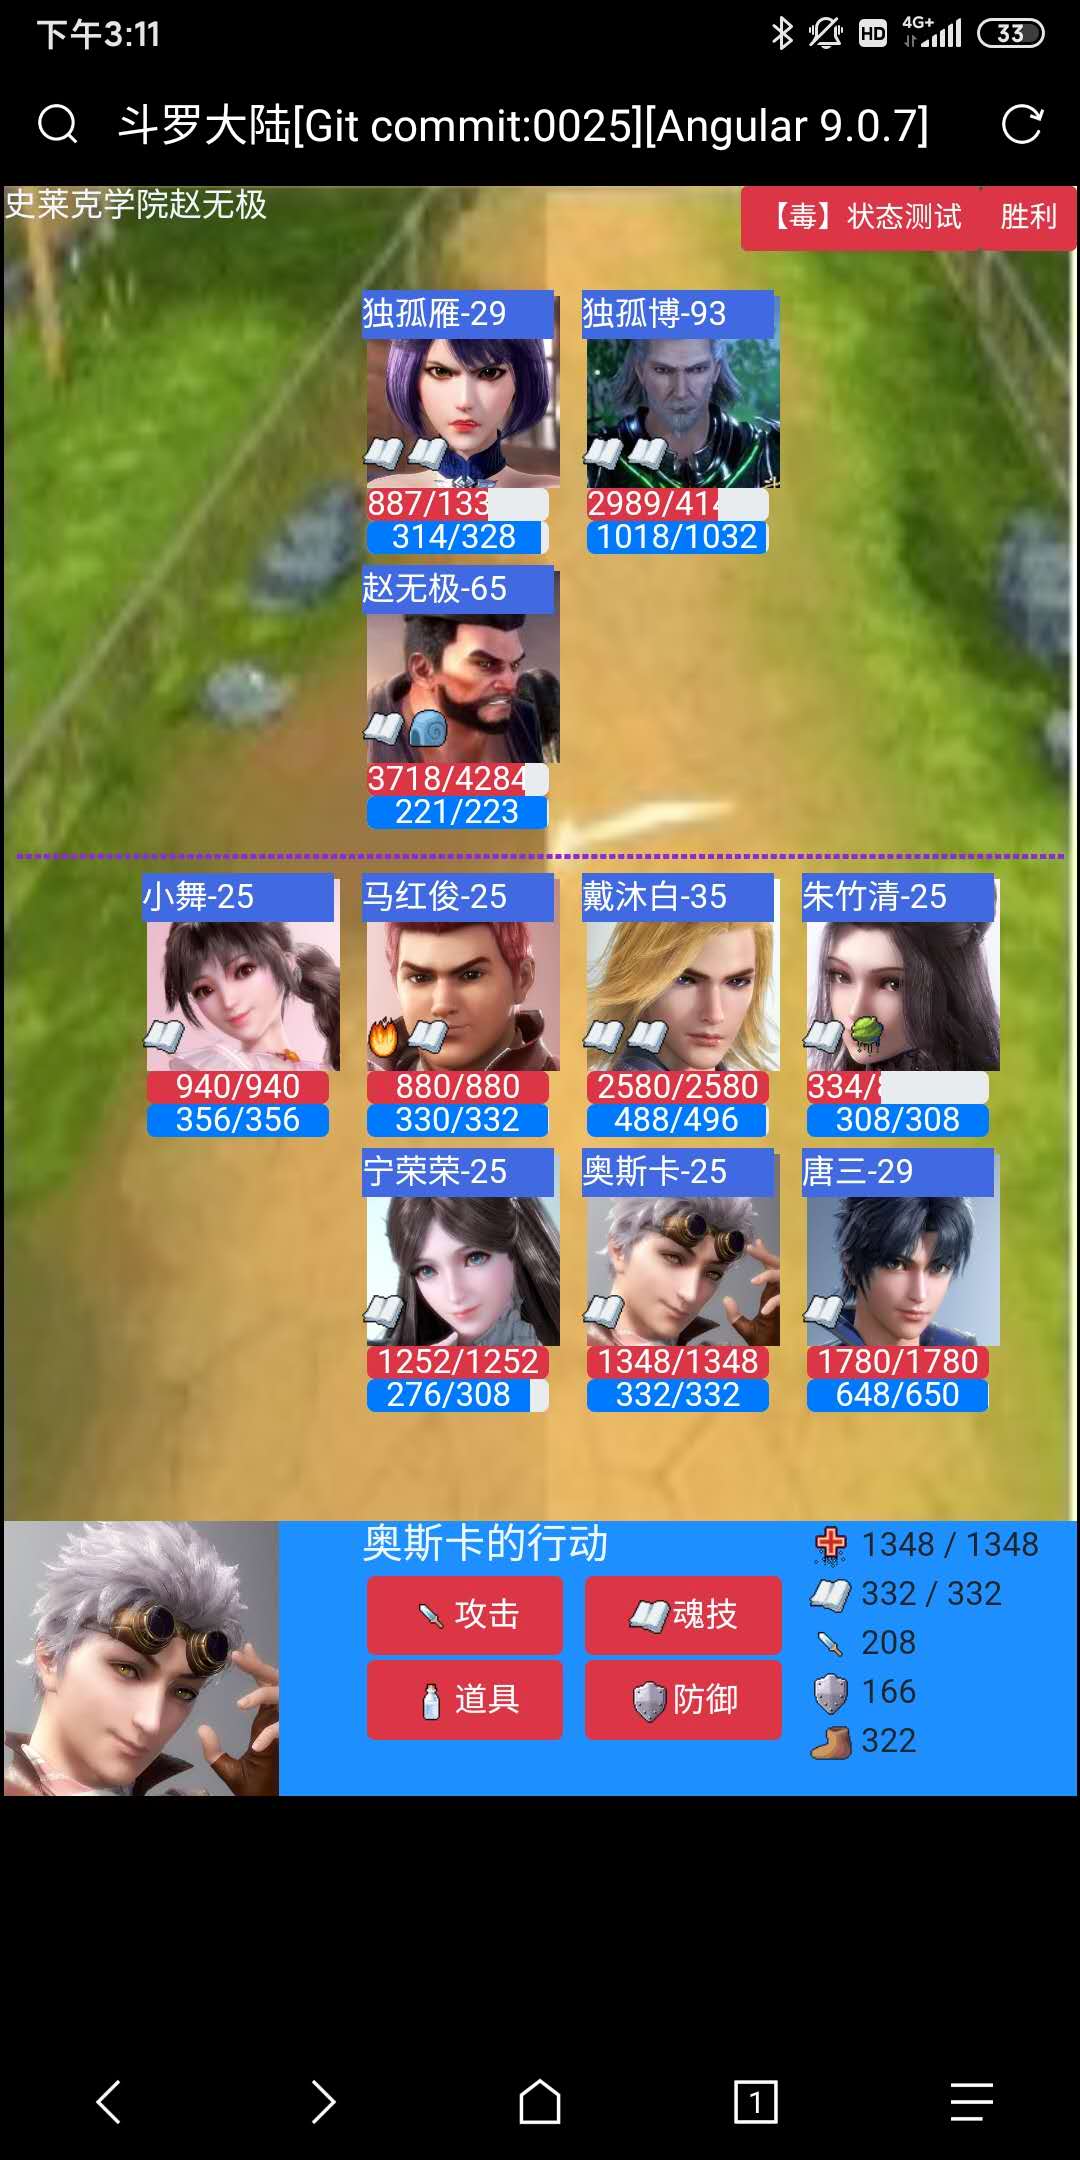 下午3:11
HD 4G+ 33
斗罗大陆[Git commit:0025][Angular 9.0.7]
史莱克学院赵无极
【毒】状态测试 胜利
独孤雁-29 独孤博-93
887/133 2989/414
314/328 1018/1032
赵无极-65
3718/4284
221/223
小舞-25 马红俊-25 戴沐白-35 朱竹清-25
940/940 880/880 2580/2580 334/8
356/356 330/332 488/496 308/308
宁荣荣-25 奥斯卡-25 唐三-29
1252/1252 1348/1348 1780/1780
276/308 332/332 648/650
奥斯卡的行动
攻击 魂技
道具 防御
1348 / 1348
332 / 332
208
166
322
1